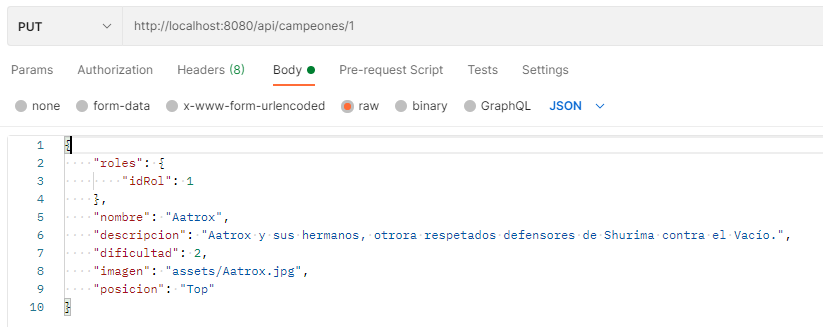 PUT http://localhost:8080/api/campeones/1
Params Authorization Headers (8) Body Pre-request Script Tests Settings
none form-data x-www-form-urlencoded raw binary GraphQL JSON
1 {
2 "roles": {
3 "idRol": 1
4 },
5 "nombre": "Aatrox",
6 "descripcion": "Aatrox y sus hermanos, otrora respetados defensores de Shurima contra el Vacío.",
7 "dificultad": 2,
8 "imagen": "assets/Aatrox.jpg",
9 "posicion": "Top"
10 }